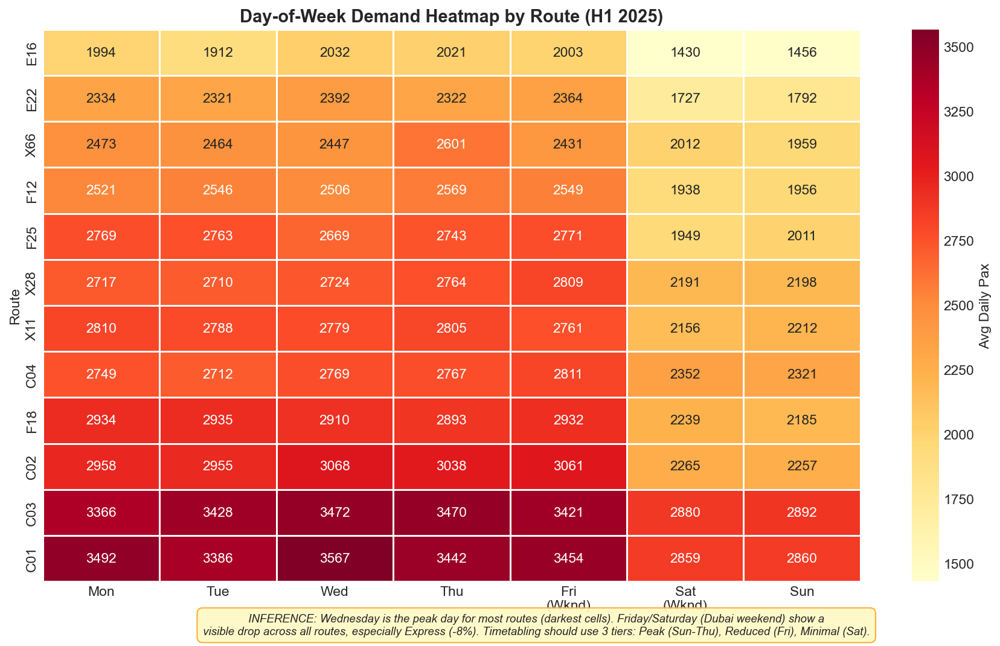 Day-of-Week Demand Heatmap by Route (H1 2025)
Route
E16 1994 1912 2032 2021 2003 1430 1456
E22 2334 2321 2392 2322 2364 1727 1792
X66 2473 2464 2447 2601 2431 2012 1959
F12 2521 2546 2506 2569 2549 1938 1956
F25 2769 2763 2669 2743 2771 1949 2011
X28 2717 2710 2724 2764 2809 2191 2198
X11 2810 2788 2779 2805 2761 2156 2212
C04 2749 2712 2769 2767 2811 2352 2321
F18 2934 2935 2910 2893 2932 2239 2185
C02 2958 2955 3068 3038 3061 2265 2257
C03 3366 3428 3472 3470 3421 2880 2892
C01 3492 3386 3567 3442 3454 2859 2860
Mon Tue Wed Thu Fri Sat Sun
(Wknd) (Wknd)
3500
3250
3000
2750
2500
2250
2000
1750
1500
Avg Daily Pax
INFERENCE: Wednesday is the peak day for most routes (darkest cells). Friday/Saturday (Dubai weekend) show a
visible drop across all routes, especially Express (-8%). Timetabling should use 3 tiers: Peak (Sun-Thu), Reduced (Fri), Minimal (Sat).